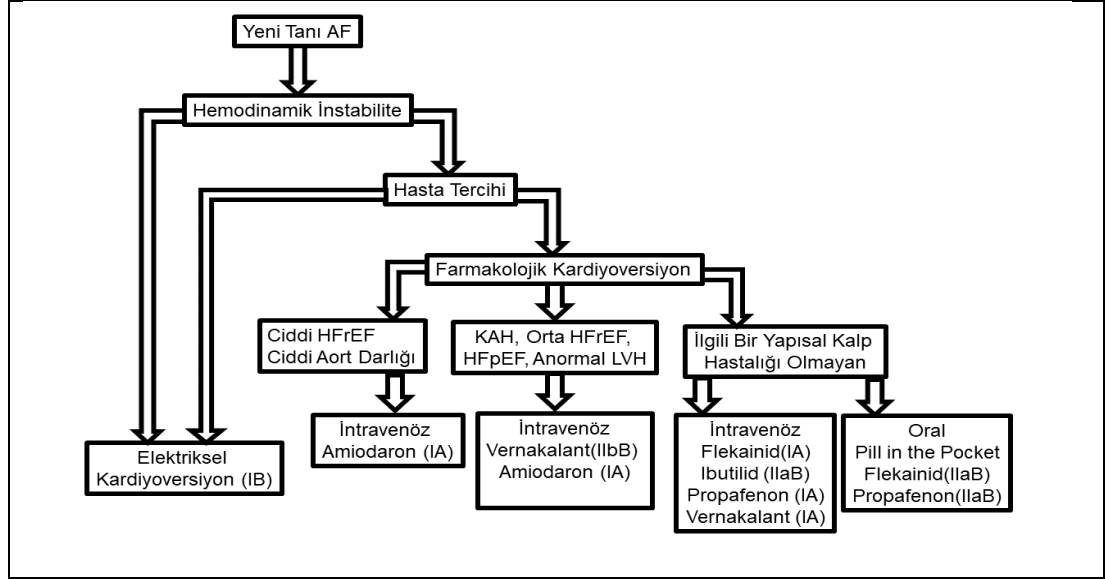 Yeni Tanı AF
Hemodinamik İnstabilite
Hasta Tercihi
Farmakolojik Kardiyoversiyon
Ciddi HFrEF
Ciddi Aort Darlığı
KAH, Orta HFrEF,
HFpEF, Anormal LVH
İlgili Bir Yapısal Kalp
Hastalığı Olmayan
Elektriksel
Kardiyoversiyon (IB)
İntravenöz
Amiodaron (IA)
İntravenöz
Vernakalant(IIbB)
Amiodaron (IA)
İntravenöz
Flekainid(IA)
Ibutilid (IIaB)
Propafenon (IA)
Vernakalant (IA)
Oral
Pill in the Pocket
Flekainid(IIaB)
Propafenon(IIaB)